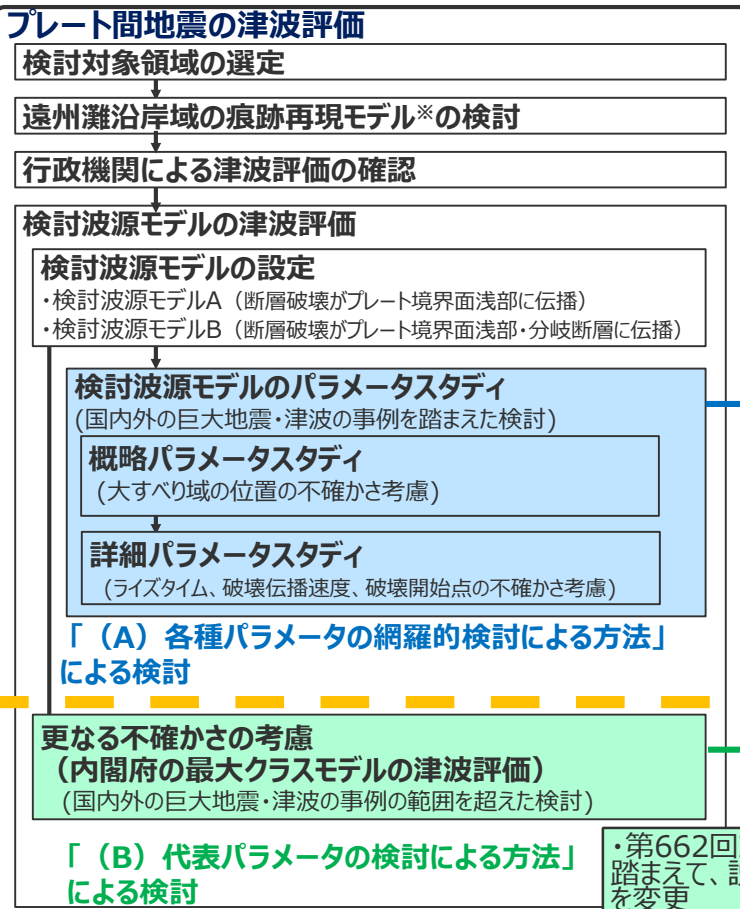 プレート間地震の津波評価
検討対象領域の選定
遠州灘沿岸域の痕跡再現モデル※の検討
行政機関による津波評価の確認
検討波源モデルの津波評価
検討波源モデルの設定
・検討波源モデルA（断層破壊がプレート境界面浅部に伝播）
・検討波源モデルB（断層破壊がプレート境界面浅部・分岐断層に伝播）
検討波源モデルのパラメータスタディ
(国内外の巨大地震・津波の事例を踏まえた検討)
概略パラメータスタディ
(大すべり域の位置の不確かさ考慮)
詳細パラメータスタディ
(ライズタイム、破壊伝播速度、破壊開始点の不確かさ考慮)
「（A）各種パラメータの網羅的検討による方法」
による検討
更なる不確かさの考慮
（内閣府の最大クラスモデルの津波評価）
(国内外の巨大地震・津波の事例の範囲を超えた検討)
「（B）代表パラメータの検討による方法」
による検討
・第662回
踏まえて、
を変更